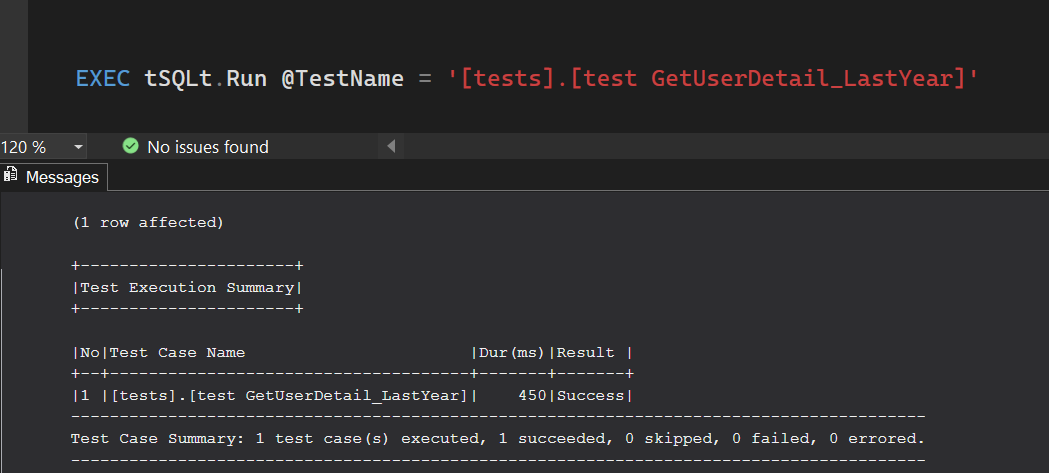 EXEC tSQLt.Run @TestName = '[tests].[test GetUserDetail_LastYear]'
120 % No issues found
Messages
(1 row affected)
+----------------------+
|Test Execution Summary|
+----------------------+
|No|Test Case Name                       |Dur(ms)|Result |
+--+-------------------------------------+-------+-------+
|1 |[tests].[test GetUserDetail_LastYear]|    450|Success|
-----------------------------------------------------------------------------------------
Test Case Summary: 1 test case(s) executed, 1 succeeded, 0 skipped, 0 failed, 0 errored.
-----------------------------------------------------------------------------------------